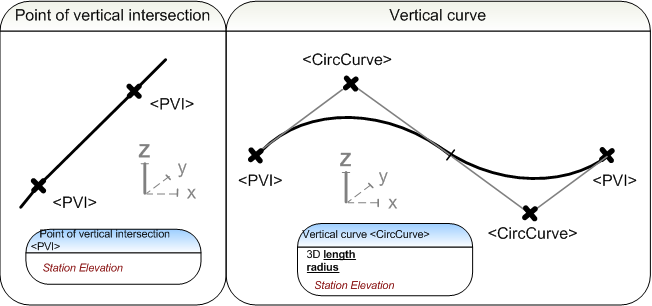 Point of vertical intersection
<PVI>
<PVI>
Z
y
x
Point of vertical intersection
<PVI>
Station Elevation
Vertical curve
<CircCurve>
<PVI>
<PVI>
<CircCurve>
Z
y
x
Vertical curve <CircCurve>
3D length
radius
Station Elevation